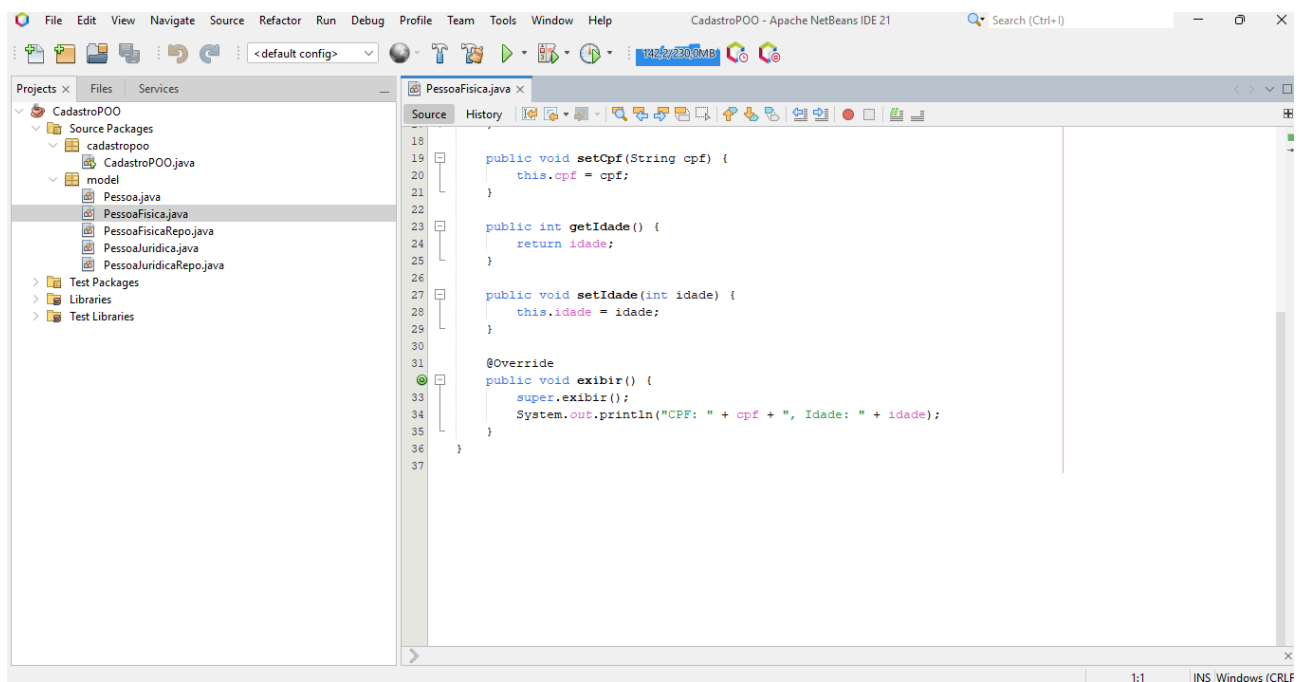 File Edit View Navigate Source Refactor Run Debug Profile Team Tools Window Help CadastroPOO - Apache NetBeans IDE 21 Search (Ctrl+I)
<default config> 142,2/230,0MB
Projects Files Services
PessoaFisica.java
CadastroPOO
Source Packages
cadastropoo
CadastroPOO.java
model
Pessoa.java
PessoaFisica.java
PessoaFisicaRepo.java
PessoaJuridica.java
PessoaJuridicaRepo.java
Test Packages
Libraries
Test Libraries
Source History
18
19 public void setCpf(String cpf) {
20 this.cpf = cpf;
21 }
22
23 public int getIdade() {
24 return idade;
25 }
26
27 public void setIdade(int idade) {
28 this.idade = idade;
29 }
30
31 @Override
public void exibir() {
33 super.exibir();
34 System.out.println("CPF: " + cpf + ", Idade: " + idade);
35 }
36 }
37
1:1 INS Windows (CRLF